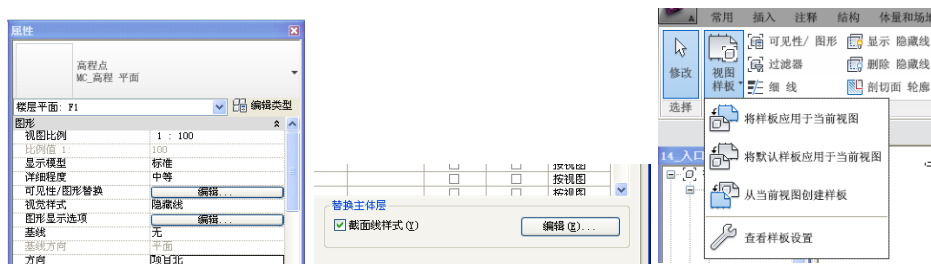 属性
高程点
MC_高程 平面
楼层平面: F1
编辑类型
图形
视图比例 1 : 100
比例值 1: 100
显示模型 标准
详细程度 中等
可见性/图形替换 编辑...
视觉样式 隐藏线
图形显示选项 编辑...
基线 无
基线方向 平面
方向 项目北
按视图
按视图
按视图
替换主体层
截面线样式(Y)
编辑(E)...
常用 插入 注释 结构 体量和场地
修改
视图
样板
可见性/ 图形
过滤器
细 线
显示 隐藏线
删除 隐藏线
剖切面 轮廓
选择
将样板应用于当前视图
将默认样板应用于当前视图
从当前视图创建样板
查看样板设置
14_入口